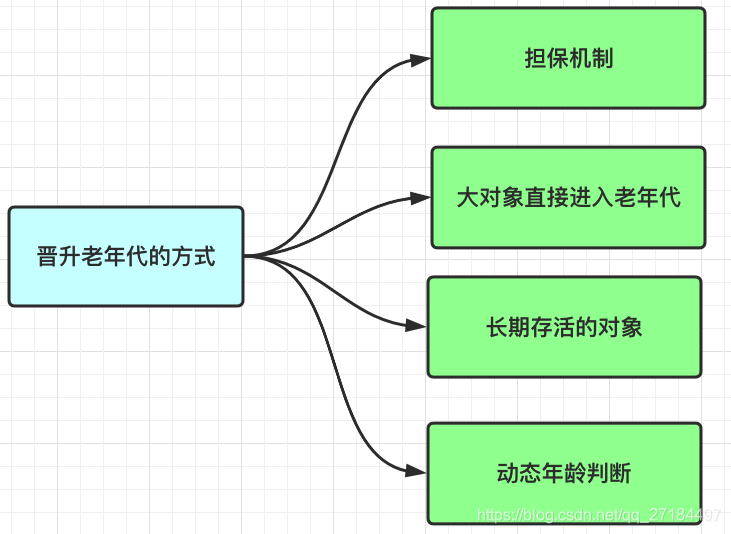 担保机制
大对象直接进入老年代
晋升老年代的方式
长期存活的对象
动态年龄判断
https://blog.csdn.net/qq_27184497